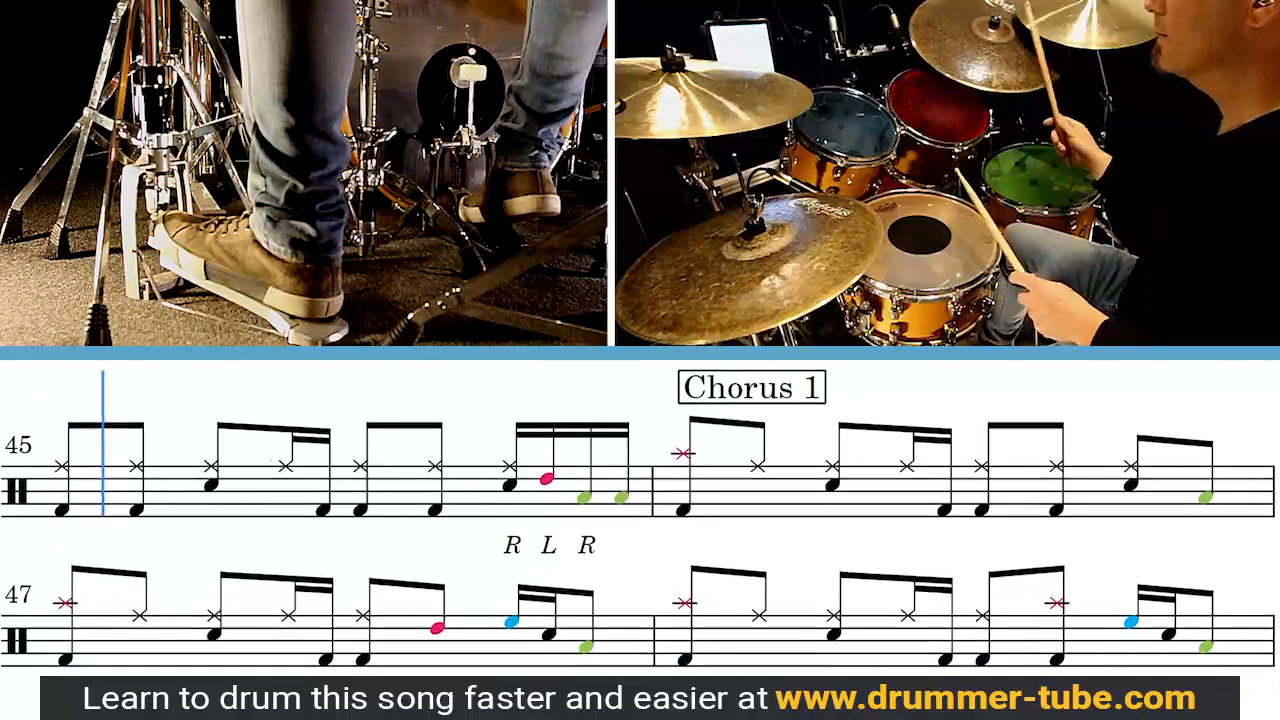 Chorus 1
45
R L R
47
Learn to drum this song faster and easier at www.drummer-tube.com